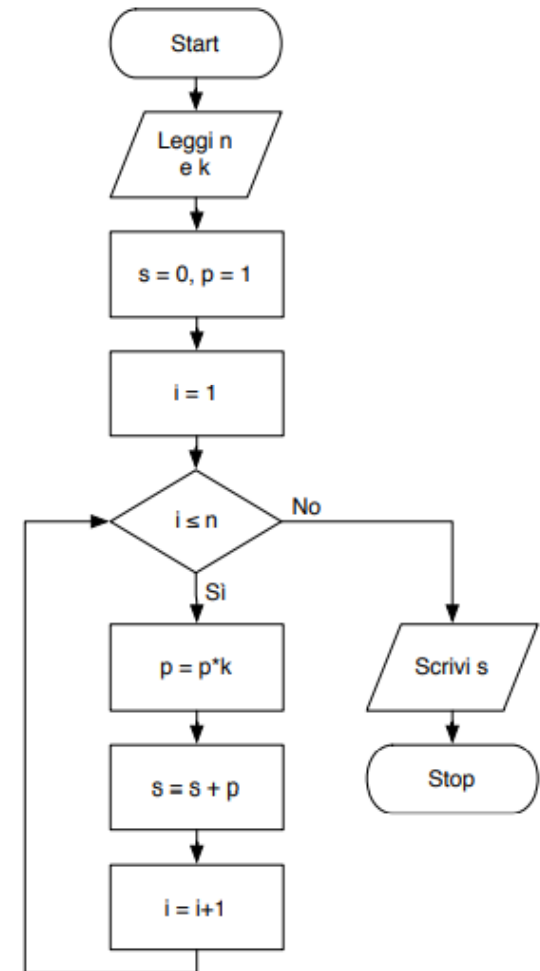 Start
Leggi n
e k
s = 0, p = 1
i = 1
i ≤ n
No
Sì
p = p*k
Scrivi s
s = s + p
Stop
i = i+1